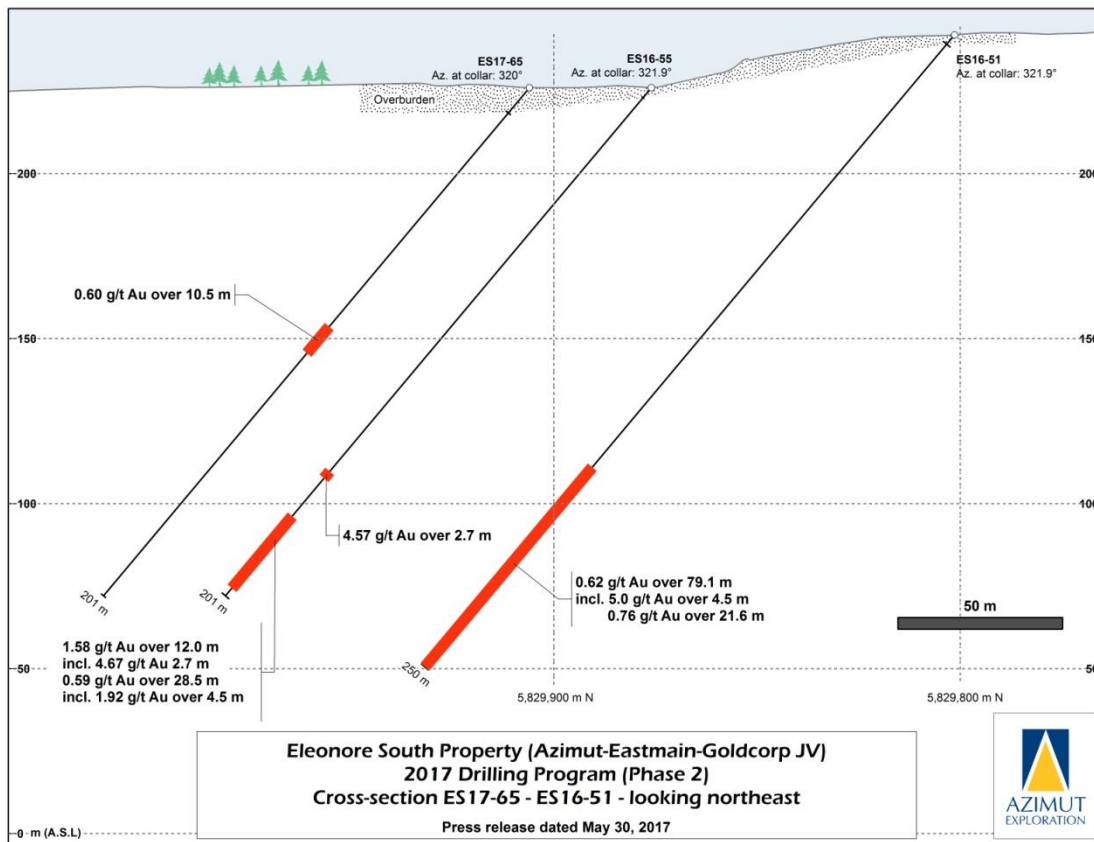 ES17-65
Az. at collar: 320°
ES16-55
Az. at collar: 321.9°
ES16-51
Az. at collar: 321.9°
Overburden
200
200
0.60 g/t Au over 10.5 m
150
150
100
100
4.57 g/t Au over 2.7 m
201 m
201 m
250 m
0.62 g/t Au over 79.1 m
incl. 5.0 g/t Au over 4.5 m
0.76 g/t Au over 21.6 m
50 m
1.58 g/t Au over 12.0 m
incl. 4.67 g/t Au 2.7 m
0.59 g/t Au over 28.5 m
incl. 1.92 g/t Au over 4.5 m
50
50
5,829,900 m N
5,829,800 m N
Eleonore South Property (Azimut-Eastmain-Goldcorp JV)
2017 Drilling Program (Phase 2)
Cross-section ES17-65 - ES16-51 - looking northeast
Press release dated May 30, 2017
AZIMUT
EXPLORATION
0 m (A.S.L)